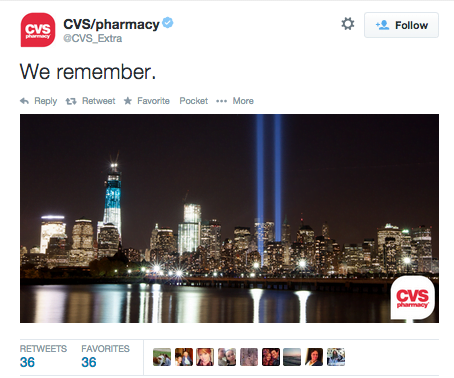 CVS
pharmacy
CVS/pharmacy
@CVS_Extra
Follow
We remember.
Reply Retweet Favorite Pocket More
CVS
pharmacy
RETWEETS FAVORITES
36 36